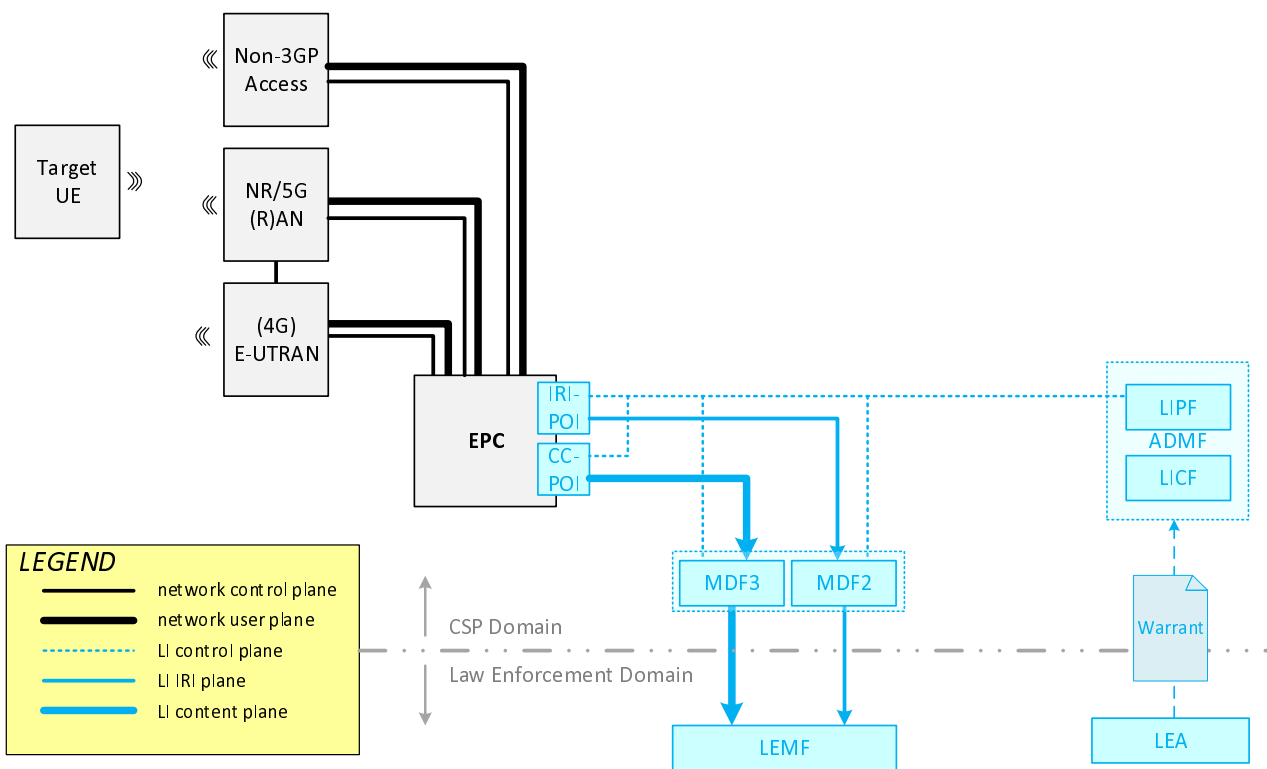 Non-3GP
Access
Target
UE
NR/5G
(R)AN
(4G)
E-UTRAN
EPC
IRI-
POI
CC-
POI
LIPF
ADMF
LICF
MDF3
MDF2
Warrant
CSP Domain
Law Enforcement Domain
LEMF
LEA
LEGEND
network control plane
network user plane
LI control plane
LI IRI plane
LI content plane